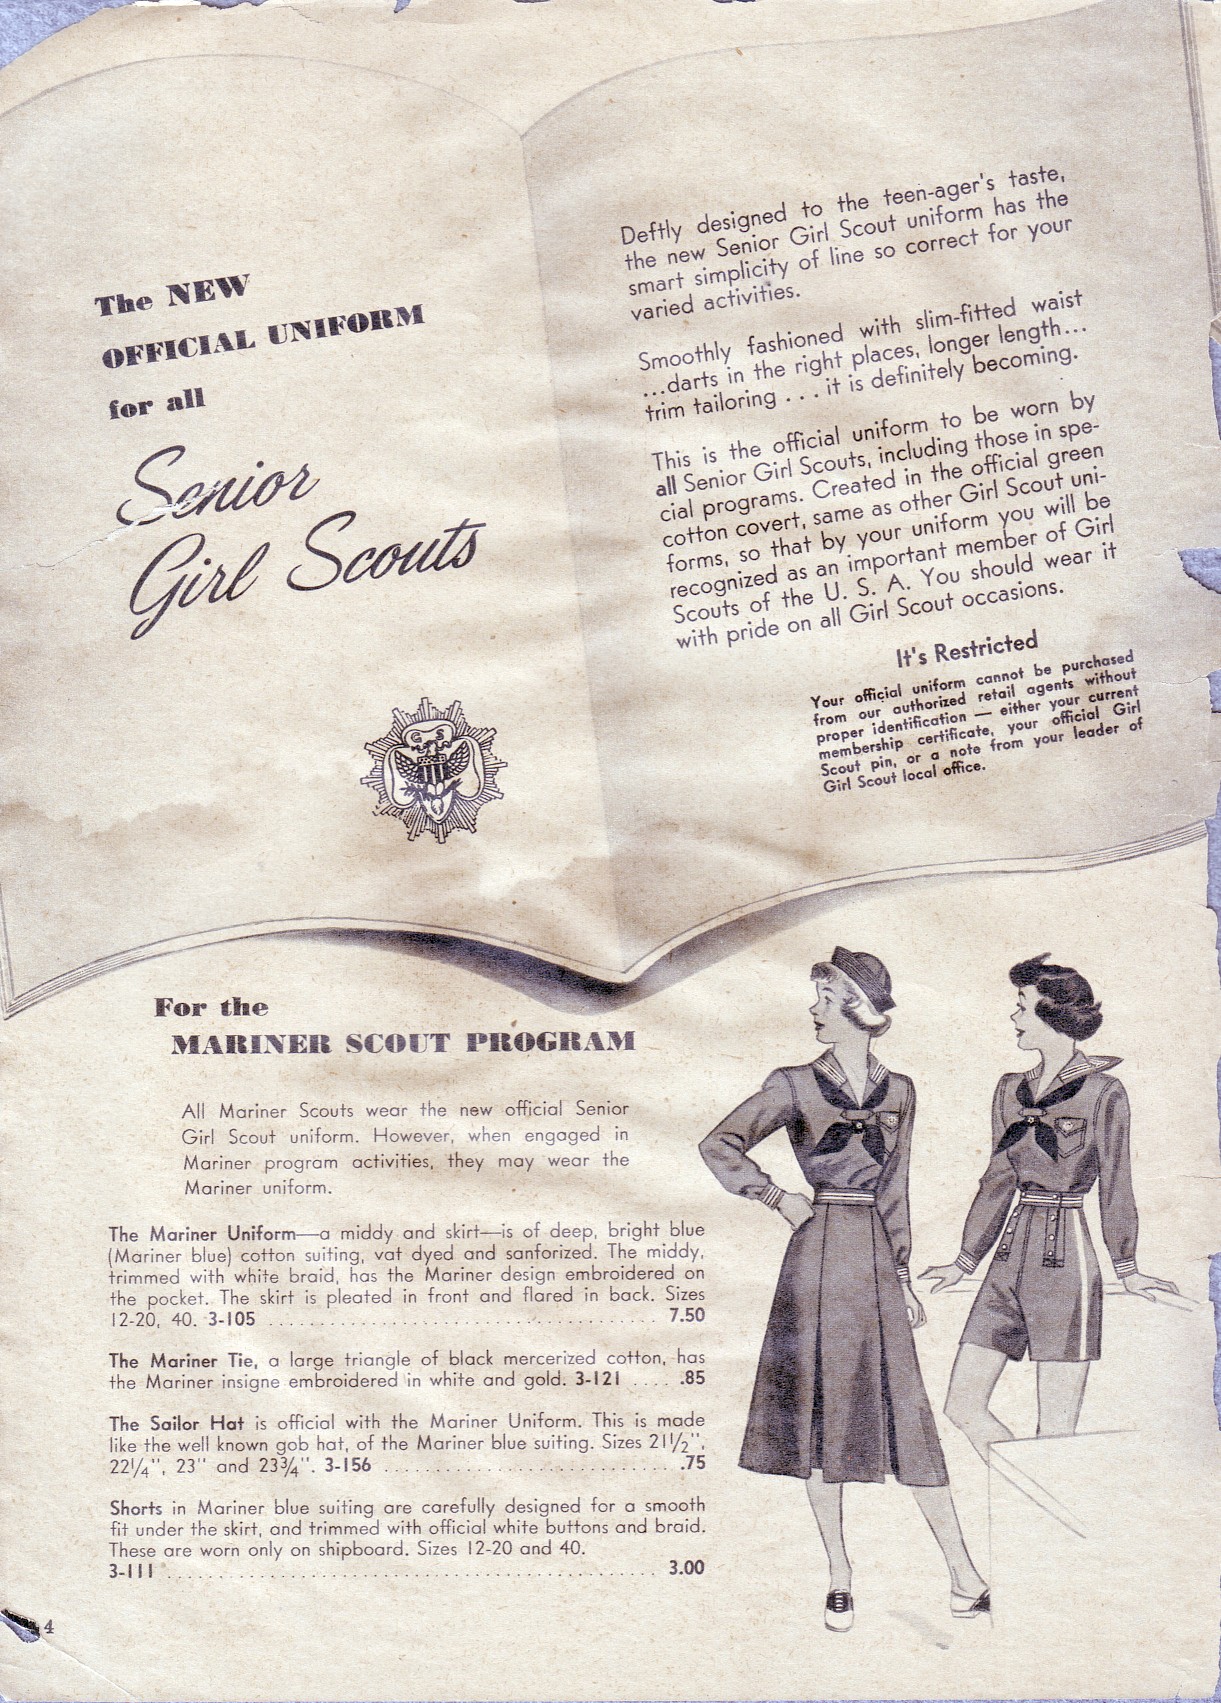 The NEW
OFFICIAL UNIFORM
for all
Senior
Girl Scouts
G S
Deftly designed to the teen-ager's taste,
the new Senior Girl Scout uniform has the
smart simplicity of line so correct for your
varied activities.
Smoothly fashioned with slim-fitted waist
...darts in the right places, longer length...
trim tailoring . . . it is definitely becoming.
This is the official uniform to be worn by
all Senior Girl Scouts, including those in spe-
cial programs. Created in the official green
cotton covert, same as other Girl Scout uni-
forms, so that by your uniform you will be
recognized as an important member of Girl
Scouts of the U. S. A. You should wear it
with pride on all Girl Scout occasions.
It's Restricted
Your official uniform cannot be purchased
from our authorized retail agents without
proper identification — either your current
membership certificate, your official Girl
Scout pin, or a note from your leader of
Girl Scout local office.
For the
MARINER SCOUT PROGRAM
All Mariner Scouts wear the new official Senior
Girl Scout uniform. However, when engaged in
Mariner program activities, they may wear the
Mariner uniform.
The Mariner Uniform—a middy and skirt—is of deep, bright blue
(Mariner blue) cotton suiting, vat dyed and sanforized. The middy,
trimmed with white braid, has the Mariner design embroidered on
the pocket. The skirt is pleated in front and flared in back. Sizes
12-20, 40. 3-105 ........................................ 7.50
The Mariner Tie, a large triangle of black mercerized cotton, has
the Mariner insigne embroidered in white and gold. 3-121 .... .85
The Sailor Hat is official with the Mariner Uniform. This is made
like the well known gob hat, of the Mariner blue suiting. Sizes 21½",
22¼", 23" and 23¾". 3-156 ............................ .75
Shorts in Mariner blue suiting are carefully designed for a smooth
fit under the skirt, and trimmed with official white buttons and braid.
These are worn only on shipboard. Sizes 12-20 and 40.
3-111 ................................................ 3.00
4